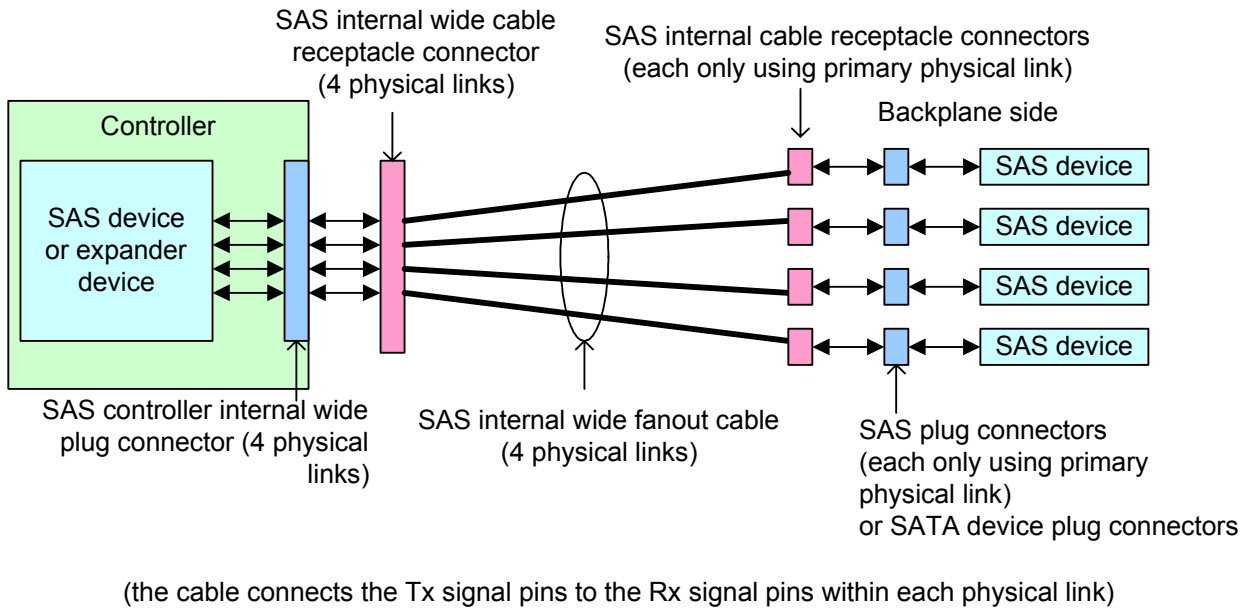 SAS internal wide cable
receptacle connector
(4 physical links)
SAS internal cable receptacle connectors
(each only using primary physical link)
Controller
Backplane side
SAS device
or expander
device
SAS device
SAS device
SAS device
SAS device
SAS controller internal wide
plug connector (4 physical
links)
SAS internal wide fanout cable
(4 physical links)
SAS plug connectors
(each only using primary
physical link)
or SATA device plug connectors
(the cable connects the Tx signal pins to the Rx signal pins within each physical link)